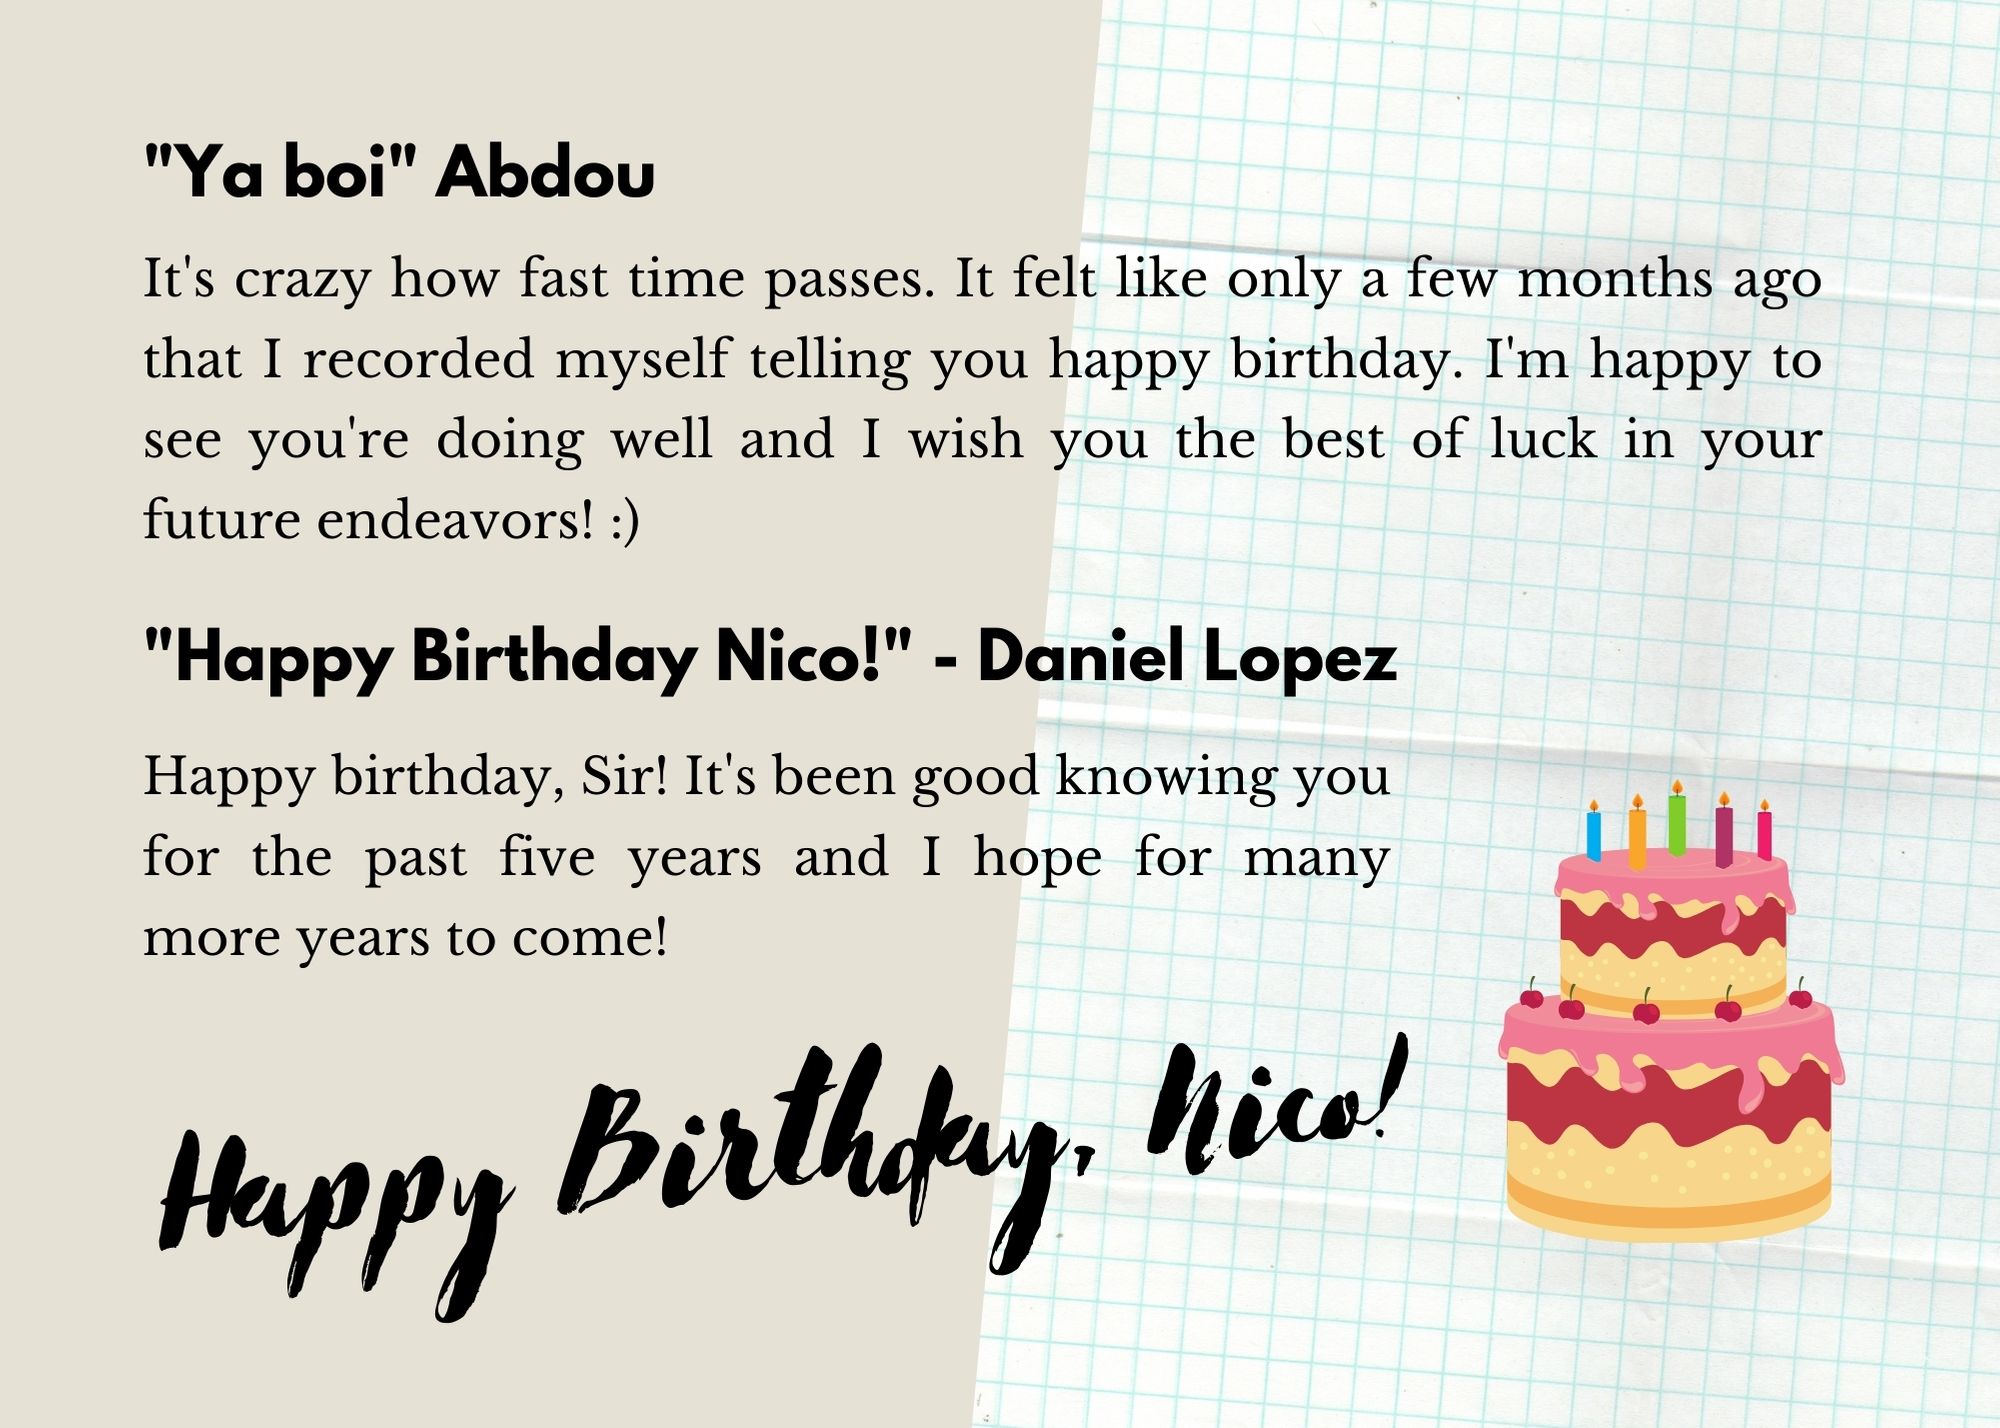 "Ya boi" Abdou
It's crazy how fast time passes. It felt like only a few months ago
that I recorded myself telling you happy birthday. I'm happy to
see you're doing well and I wish you the best of luck in your
future endeavors! :)
"Happy Birthday Nico!" - Daniel Lopez
Happy birthday, Sir! It's been good knowing you
for the past five years and I hope for many
more years to come!
Happy Birthday, Nico!